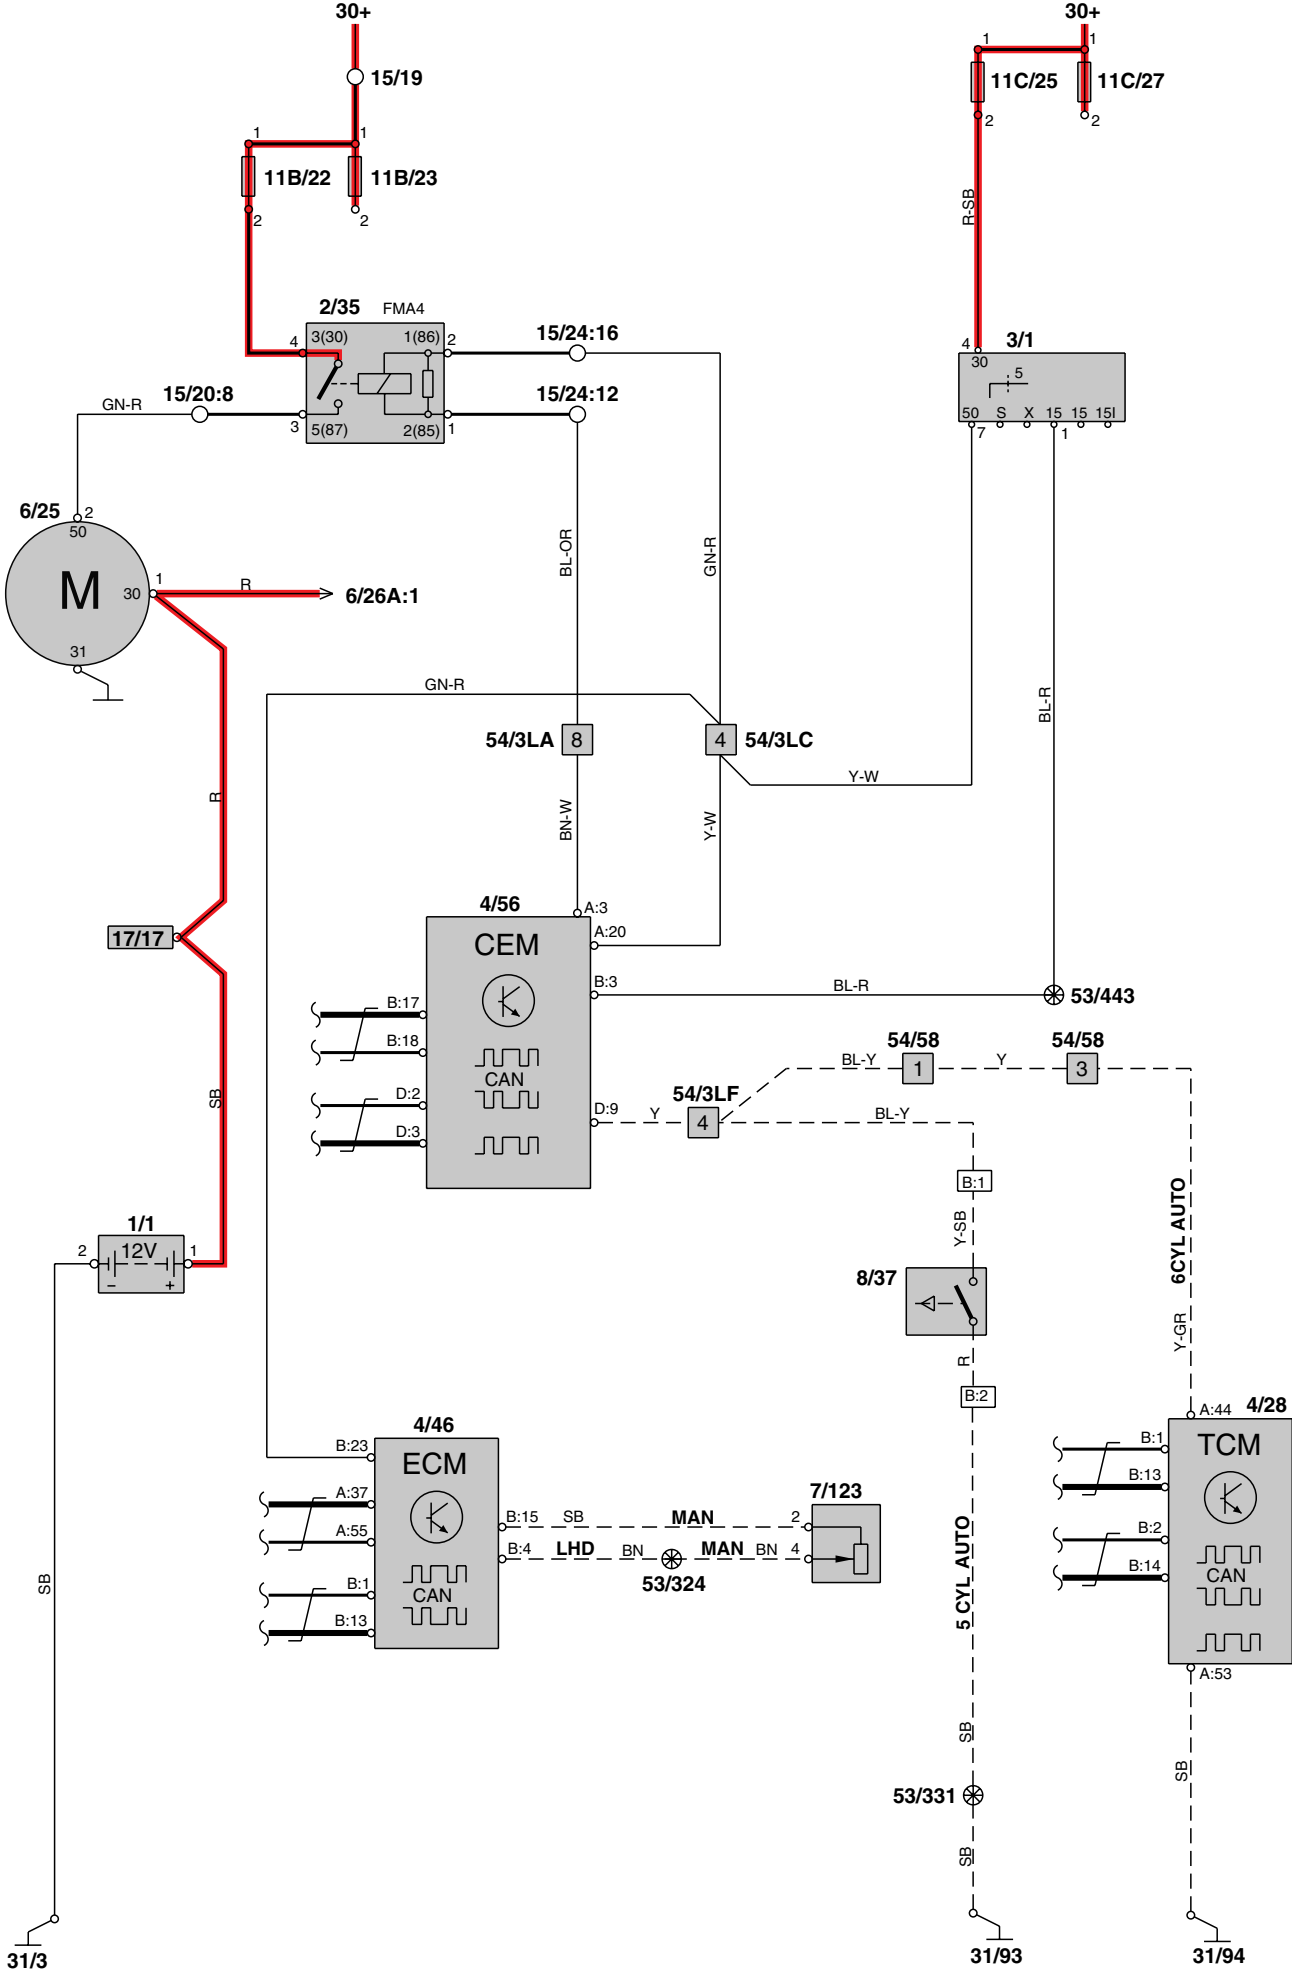 30+
30+
15/19
1
1
11C/25
11C/27
2
2
1
1
11B/22
11B/23
2
2
R-SB
2/35
FMA4
4
3(30)
1(86)
2
15/24:16
4
3/1
30
5
15/20:8
GN-R
15/24:12
3
5(87)
2(85)
1
50
S
X
15
15
15I
7
1
6/25
2
50
M
30
1
R
6/26A:1
31
BL-OR
GN-R
GN-R
BL-R
54/3LA
8
4
54/3LC
Y-W
R
BN-W
Y-W
4/56
A:3
CEM
A:20
17/17
B:3
BL-R
53/443
B:17
B:18
CAN
D:2
D:3
D:9
Y
54/3LF
4
BL-Y
54/58
1
Y
54/58
3
BL-Y
SB
B:1
Y-SB
6CYL AUTO
1/1
2
12V
1
-
+
8/37
Y-GR
R
B:2
4/46
B:23
ECM
A:37
A:55
B:1
CAN
B:13
B:15
SB
MAN
2
7/123
B:4
LHD
BN
MAN
BN
4
53/324
A:44
4/28
B:1
TCM
B:13
B:2
CAN
B:14
A:53
5 CYL AUTO
SB
SB
SB
53/331
SB
31/3
31/93
31/94